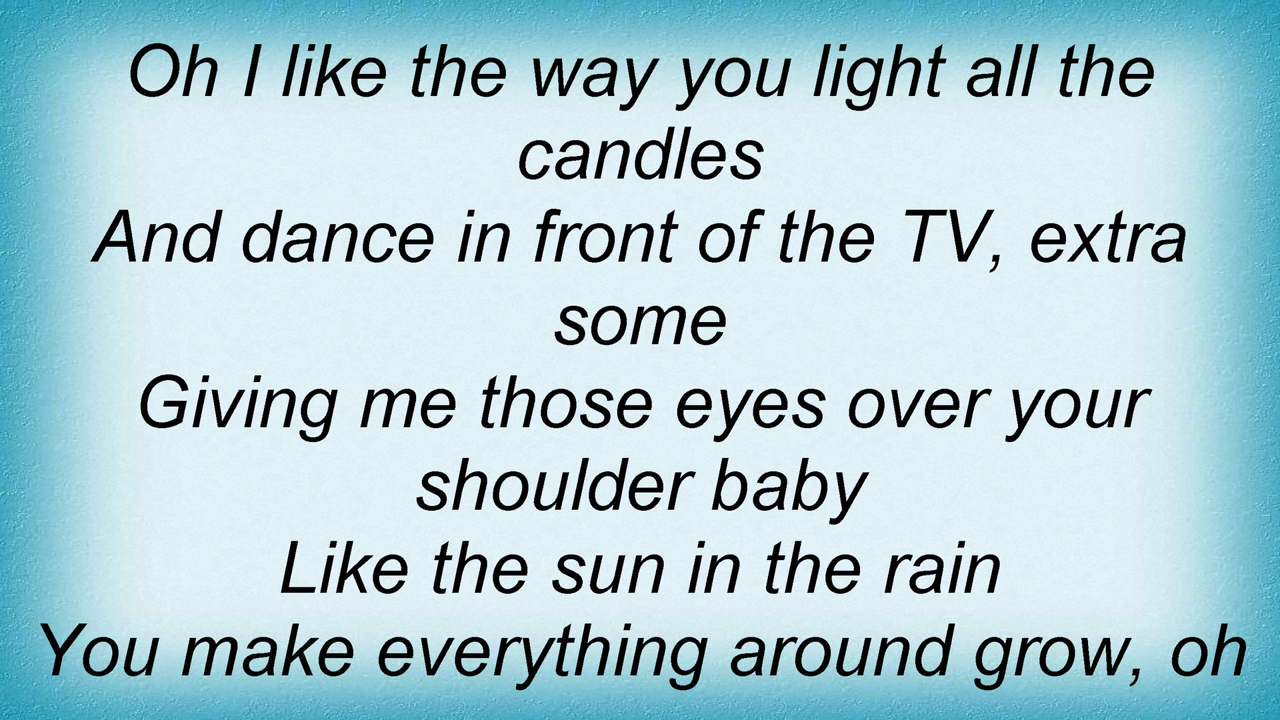 Oh I like the way you light all the
candles
And dance in front of the TV, extra
some
Giving me those eyes over your
shoulder baby
Like the sun in the rain
You make everything around grow, oh